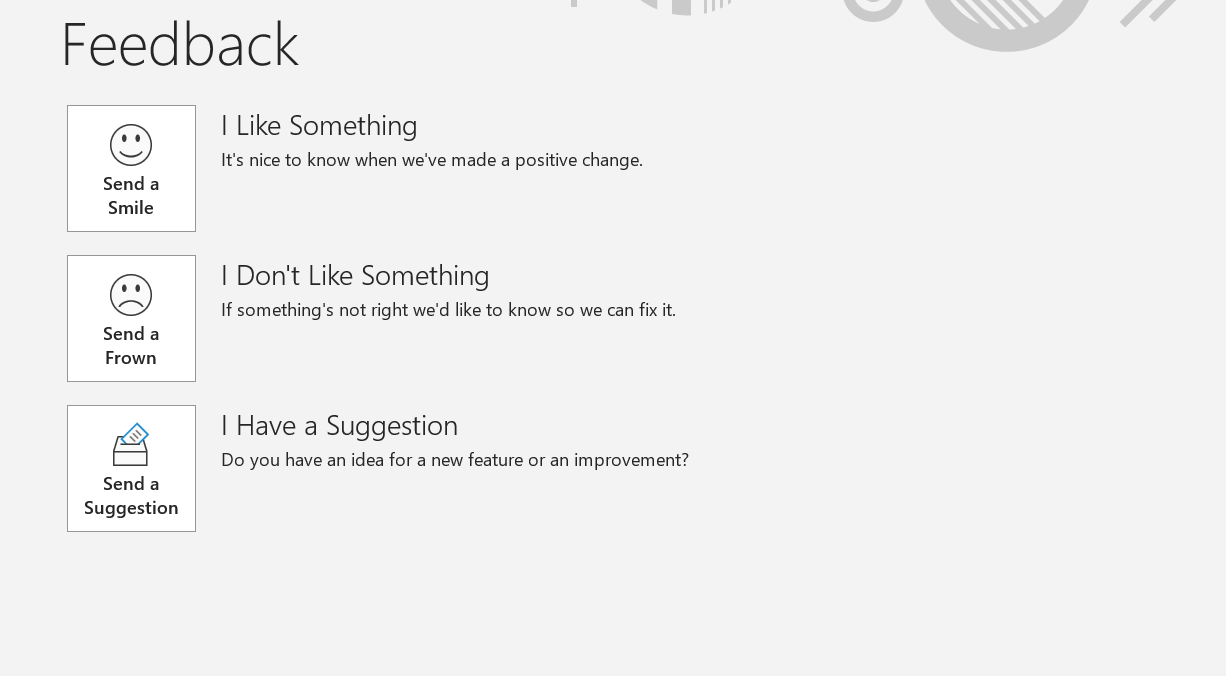 Feedback
Send a
Smile
I Like Something
It's nice to know when we've made a positive change.
Send a
Frown
I Don't Like Something
If something's not right we'd like to know so we can fix it.
Send a
Suggestion
I Have a Suggestion
Do you have an idea for a new feature or an improvement?